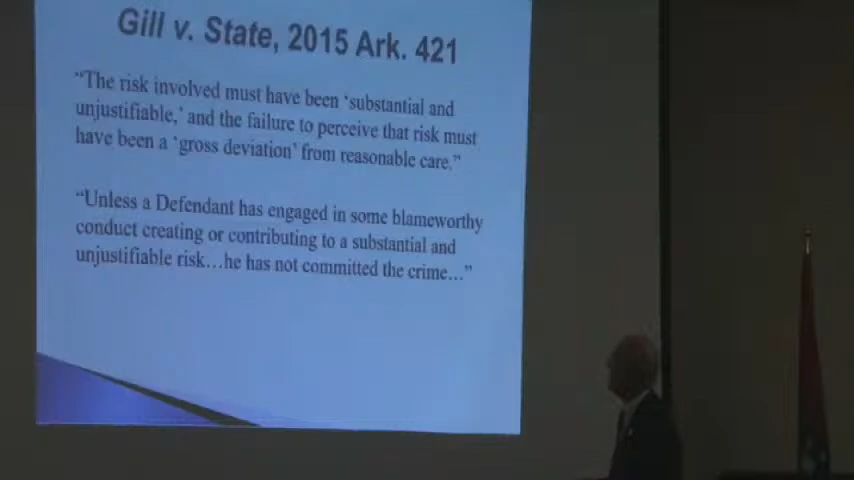 Gill v. State, 2015 Ark. 421
“The risk involved must have been ‘substantial and
unjustifiable,’ and the failure to perceive that risk must
have been a ‘gross deviation’ from reasonable care.”
“Unless a Defendant has engaged in some blameworthy
conduct creating or contributing to a substantial and
unjustifiable risk…he has not committed the crime…”